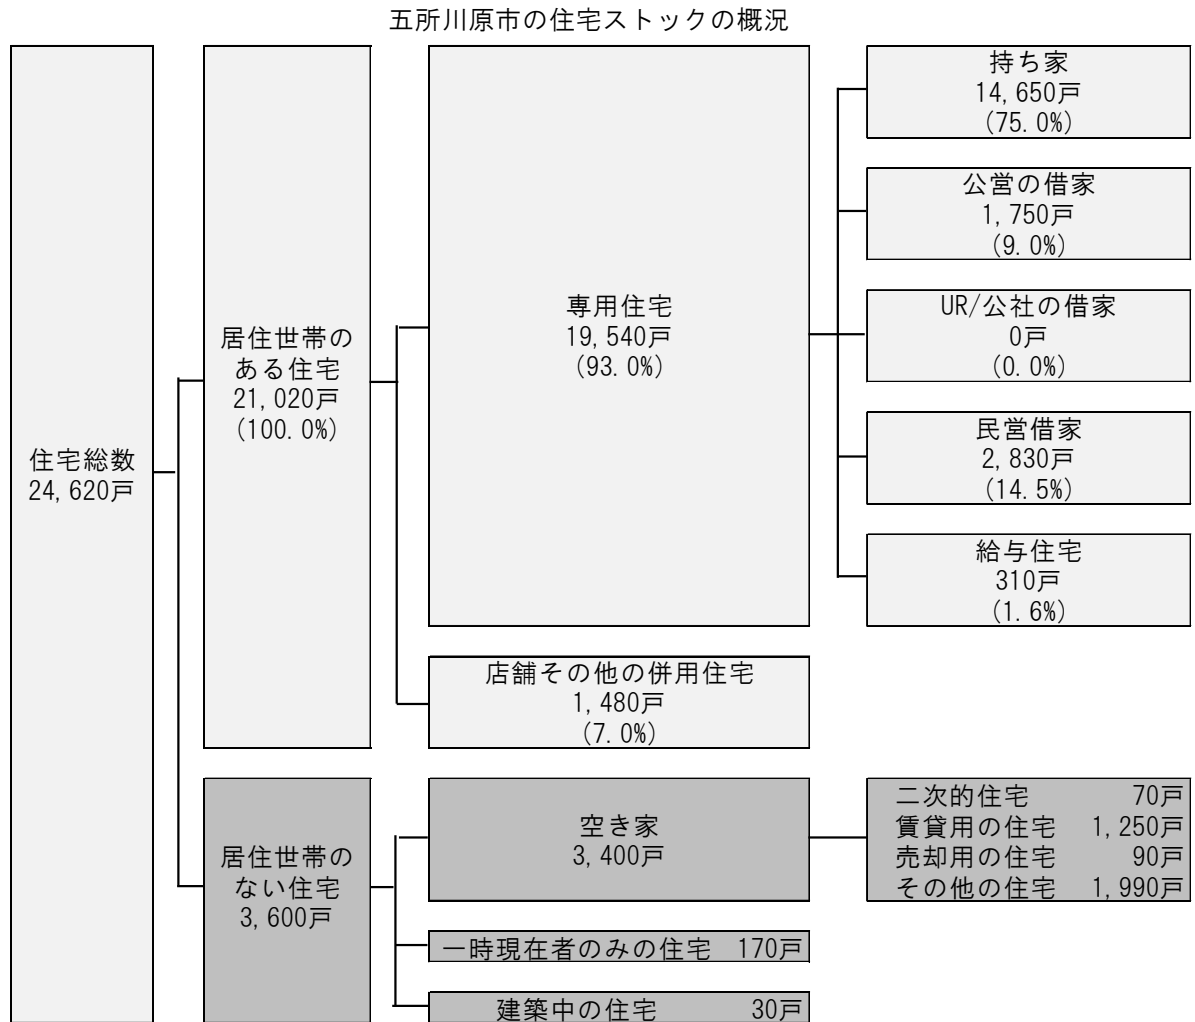 五所川原市の住宅ストックの概況
住宅総数
24,620戸
居住世帯の
ある住宅
21,020戸
(100.0%)
専用住宅
19,540戸
(93.0%)
持ち家
14,650戸
(75.0%)
公営の借家
1,750戸
(9.0%)
UR/公社の借家
0戸
(0.0%)
民営借家
2,830戸
(14.5%)
給与住宅
310戸
(1.6%)
店舗その他の併用住宅
1,480戸
(7.0%)
居住世帯の
ない住宅
3,600戸
空き家
3,400戸
二次的住宅 70戸
賃貸用の住宅 1,250戸
売却用の住宅 90戸
その他の住宅 1,990戸
一時現在者のみの住宅 170戸
建築中の住宅 30戸